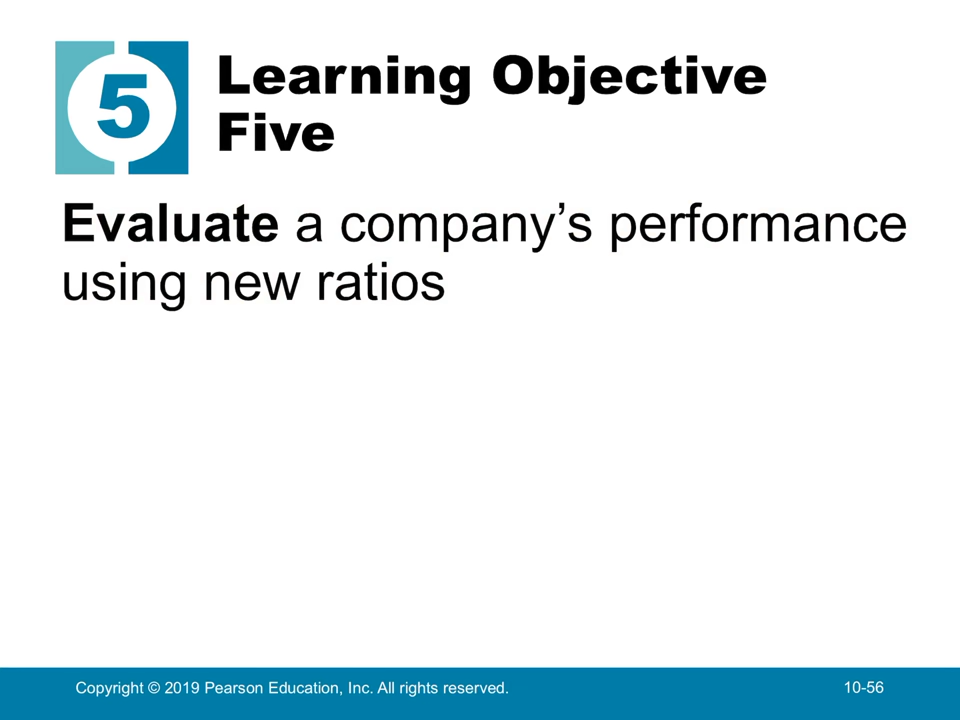 5
Learning Objective
Five
Evaluate a company’s performance
using new ratios
Copyright © 2019 Pearson Education, Inc. All rights reserved.
10-56